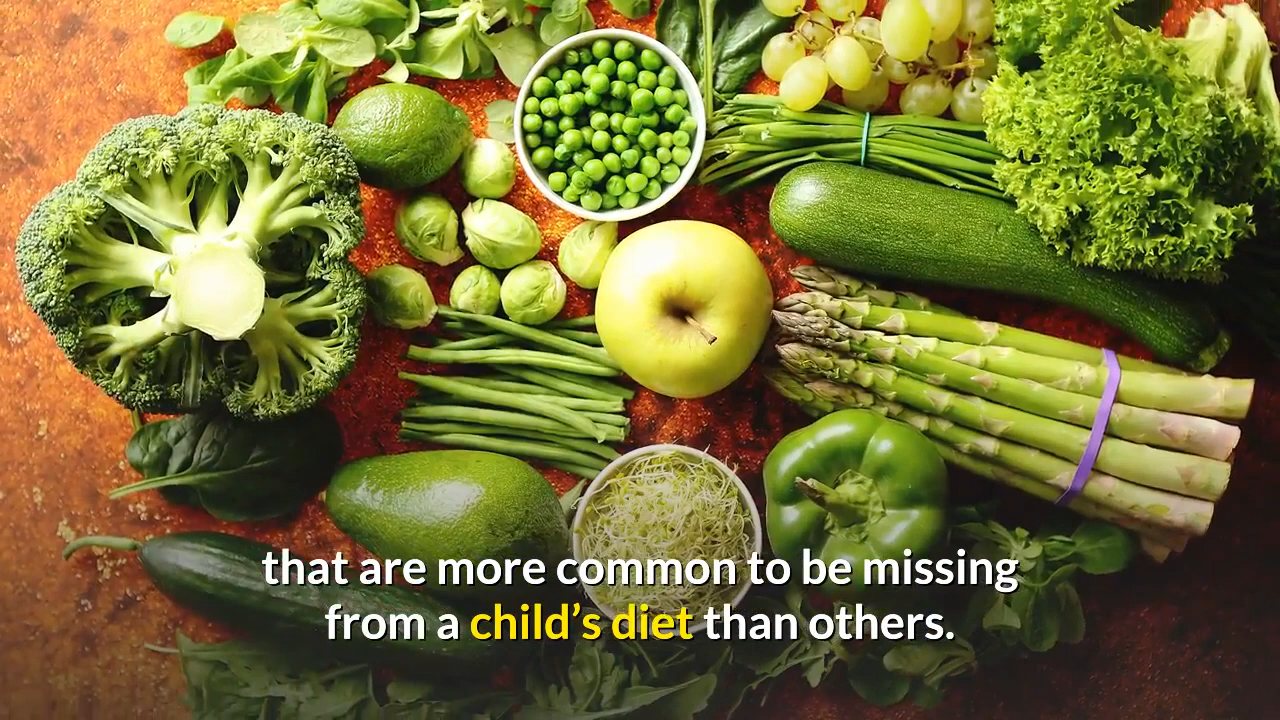 that are more common to be missing
from a child’s diet than others.